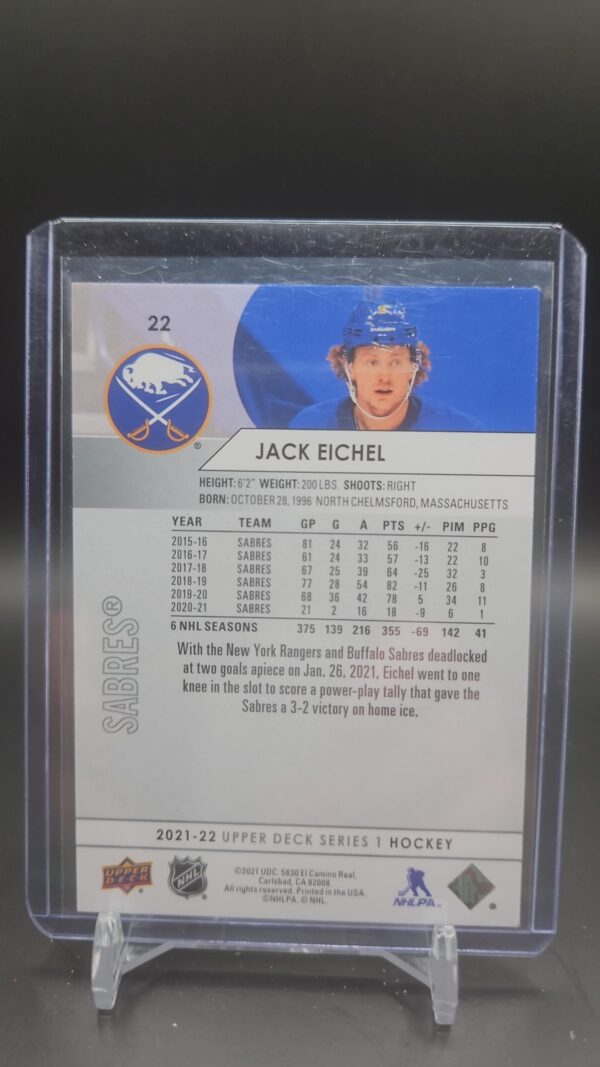 22
®
JACK EICHEL
HEIGHT: 6'2" WEIGHT: 200 LBS. SHOOTS: RIGHT
BORN: OCTOBER 28, 1996 NORTH CHELMSFORD, MASSACHUSETTS
YEAR TEAM GP G A PTS +/- PIM PPG
2015-16 SABRES 81 24 32 56 -16 22 8
2016-17 SABRES 61 24 33 57 -13 22 10
2017-18 SABRES 67 25 39 64 -25 32 3
2018-19 SABRES 77 28 54 82 -11 26 8
2019-20 SABRES 68 36 42 78 5 34 11
2020-21 SABRES 21 2 16 18 -9 6 1
6 NHL SEASONS 375 139 216 355 -69 142 41
SABRES®
With the New York Rangers and Buffalo Sabres deadlocked
at two goals apiece on Jan. 26, 2021, Eichel went to one
knee in the slot to score a power-play tally that gave the
Sabres a 3-2 victory on home ice.
2021-22 UPPER DECK SERIES 1 HOCKEY
UPPER DECK
NHL
©2021 UDC. 5830 El Camino Real,
Carlsbad, CA 92008.
All rights reserved. Printed in the USA.
©NHLPA. © NHL
NHLPA